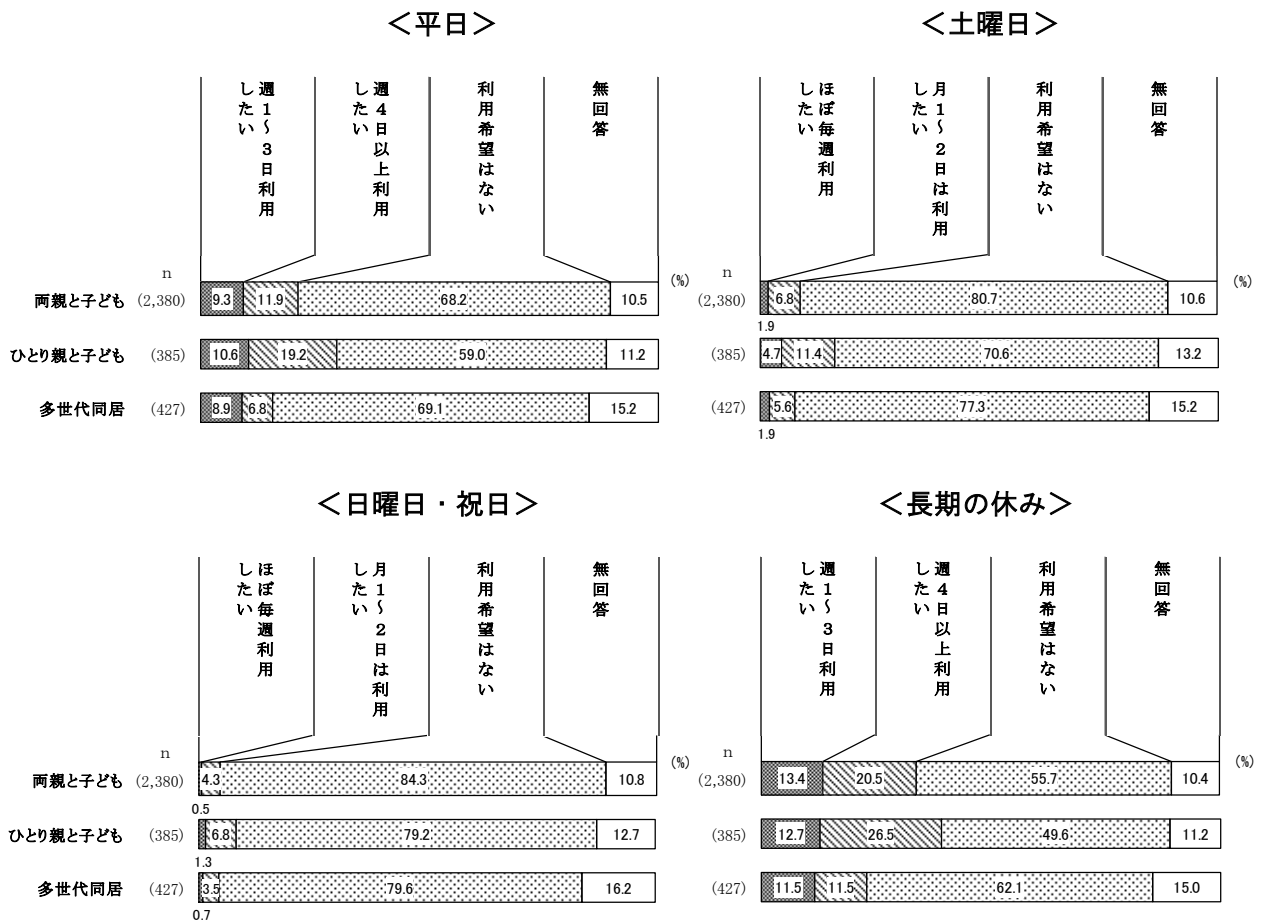 ＜平日＞
週１～３日利用
したい
週４日以上利用
したい
利用希望はない
無回答
n
(%)
両親と子ども (2,380) 9.3 11.9 68.2 10.5
ひとり親と子ども (385) 10.6 19.2 59.0 11.2
多世代同居 (427) 8.9 6.8 69.1 15.2
＜土曜日＞
ほぼ毎週利用
したい
月１～２日は利用
したい
利用希望はない
無回答
n
(%)
(2,380) 6.8 80.7 10.6
1.9
(385) 4.7 11.4 70.6 13.2
(427) 5.6 77.3 15.2
1.9
＜日曜日・祝日＞
ほぼ毎週利用
したい
月１～２日は利用
したい
利用希望はない
無回答
n
(%)
両親と子ども (2,380) 4.3 84.3 10.8
0.5
ひとり親と子ども (385) 6.8 79.2 12.7
1.3
多世代同居 (427) 3.5 79.6 16.2
0.7
＜長期の休み＞
週１～３日利用
したい
週４日以上利用
したい
利用希望はない
無回答
n
(%)
(2,380) 13.4 20.5 55.7 10.4
(385) 12.7 26.5 49.6 11.2
(427) 11.5 11.5 62.1 15.0